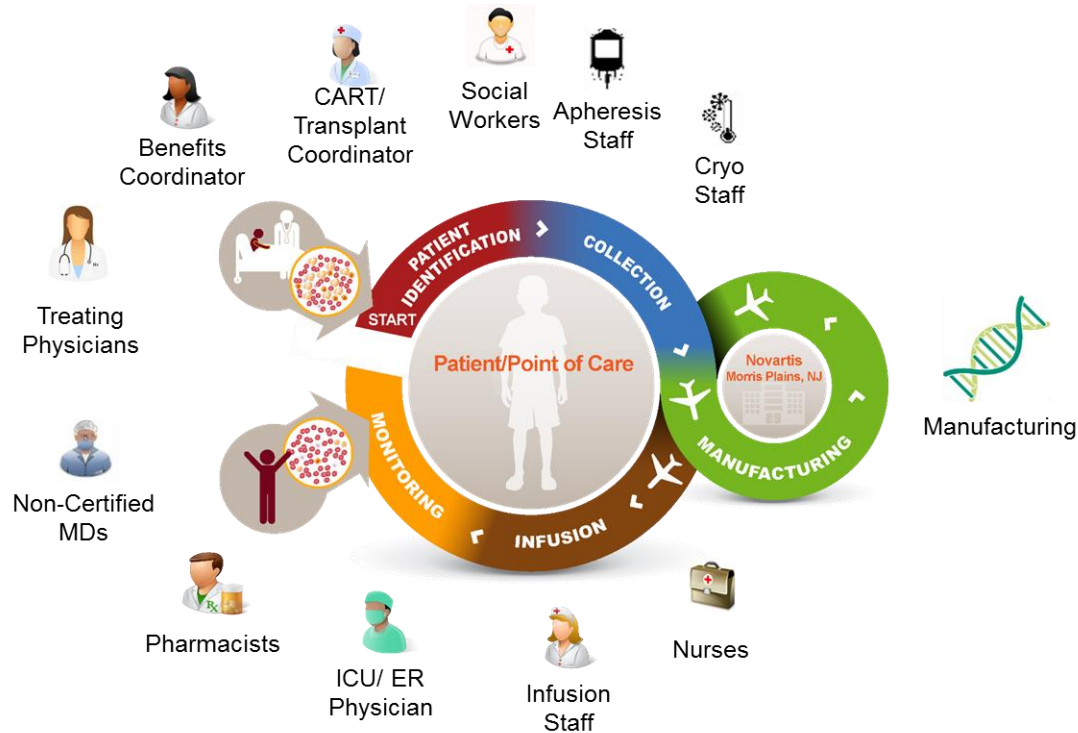 Social
Workers
CART/
Transplant
Coordinator
Apheresis
Staff
Benefits
Coordinator
Cryo
Staff
Treating
Physicians
PATIENT
IDENTIFICATION
COLLECTION
START
Patient/Point of Care
Novartis
Morris Plains, NJ
Manufacturing
MANUFACTURING
MONITORING
INFUSION
Non-Certified
MDs
Rx
Pharmacists
ICU/ ER
Physician
Infusion
Staff
Nurses